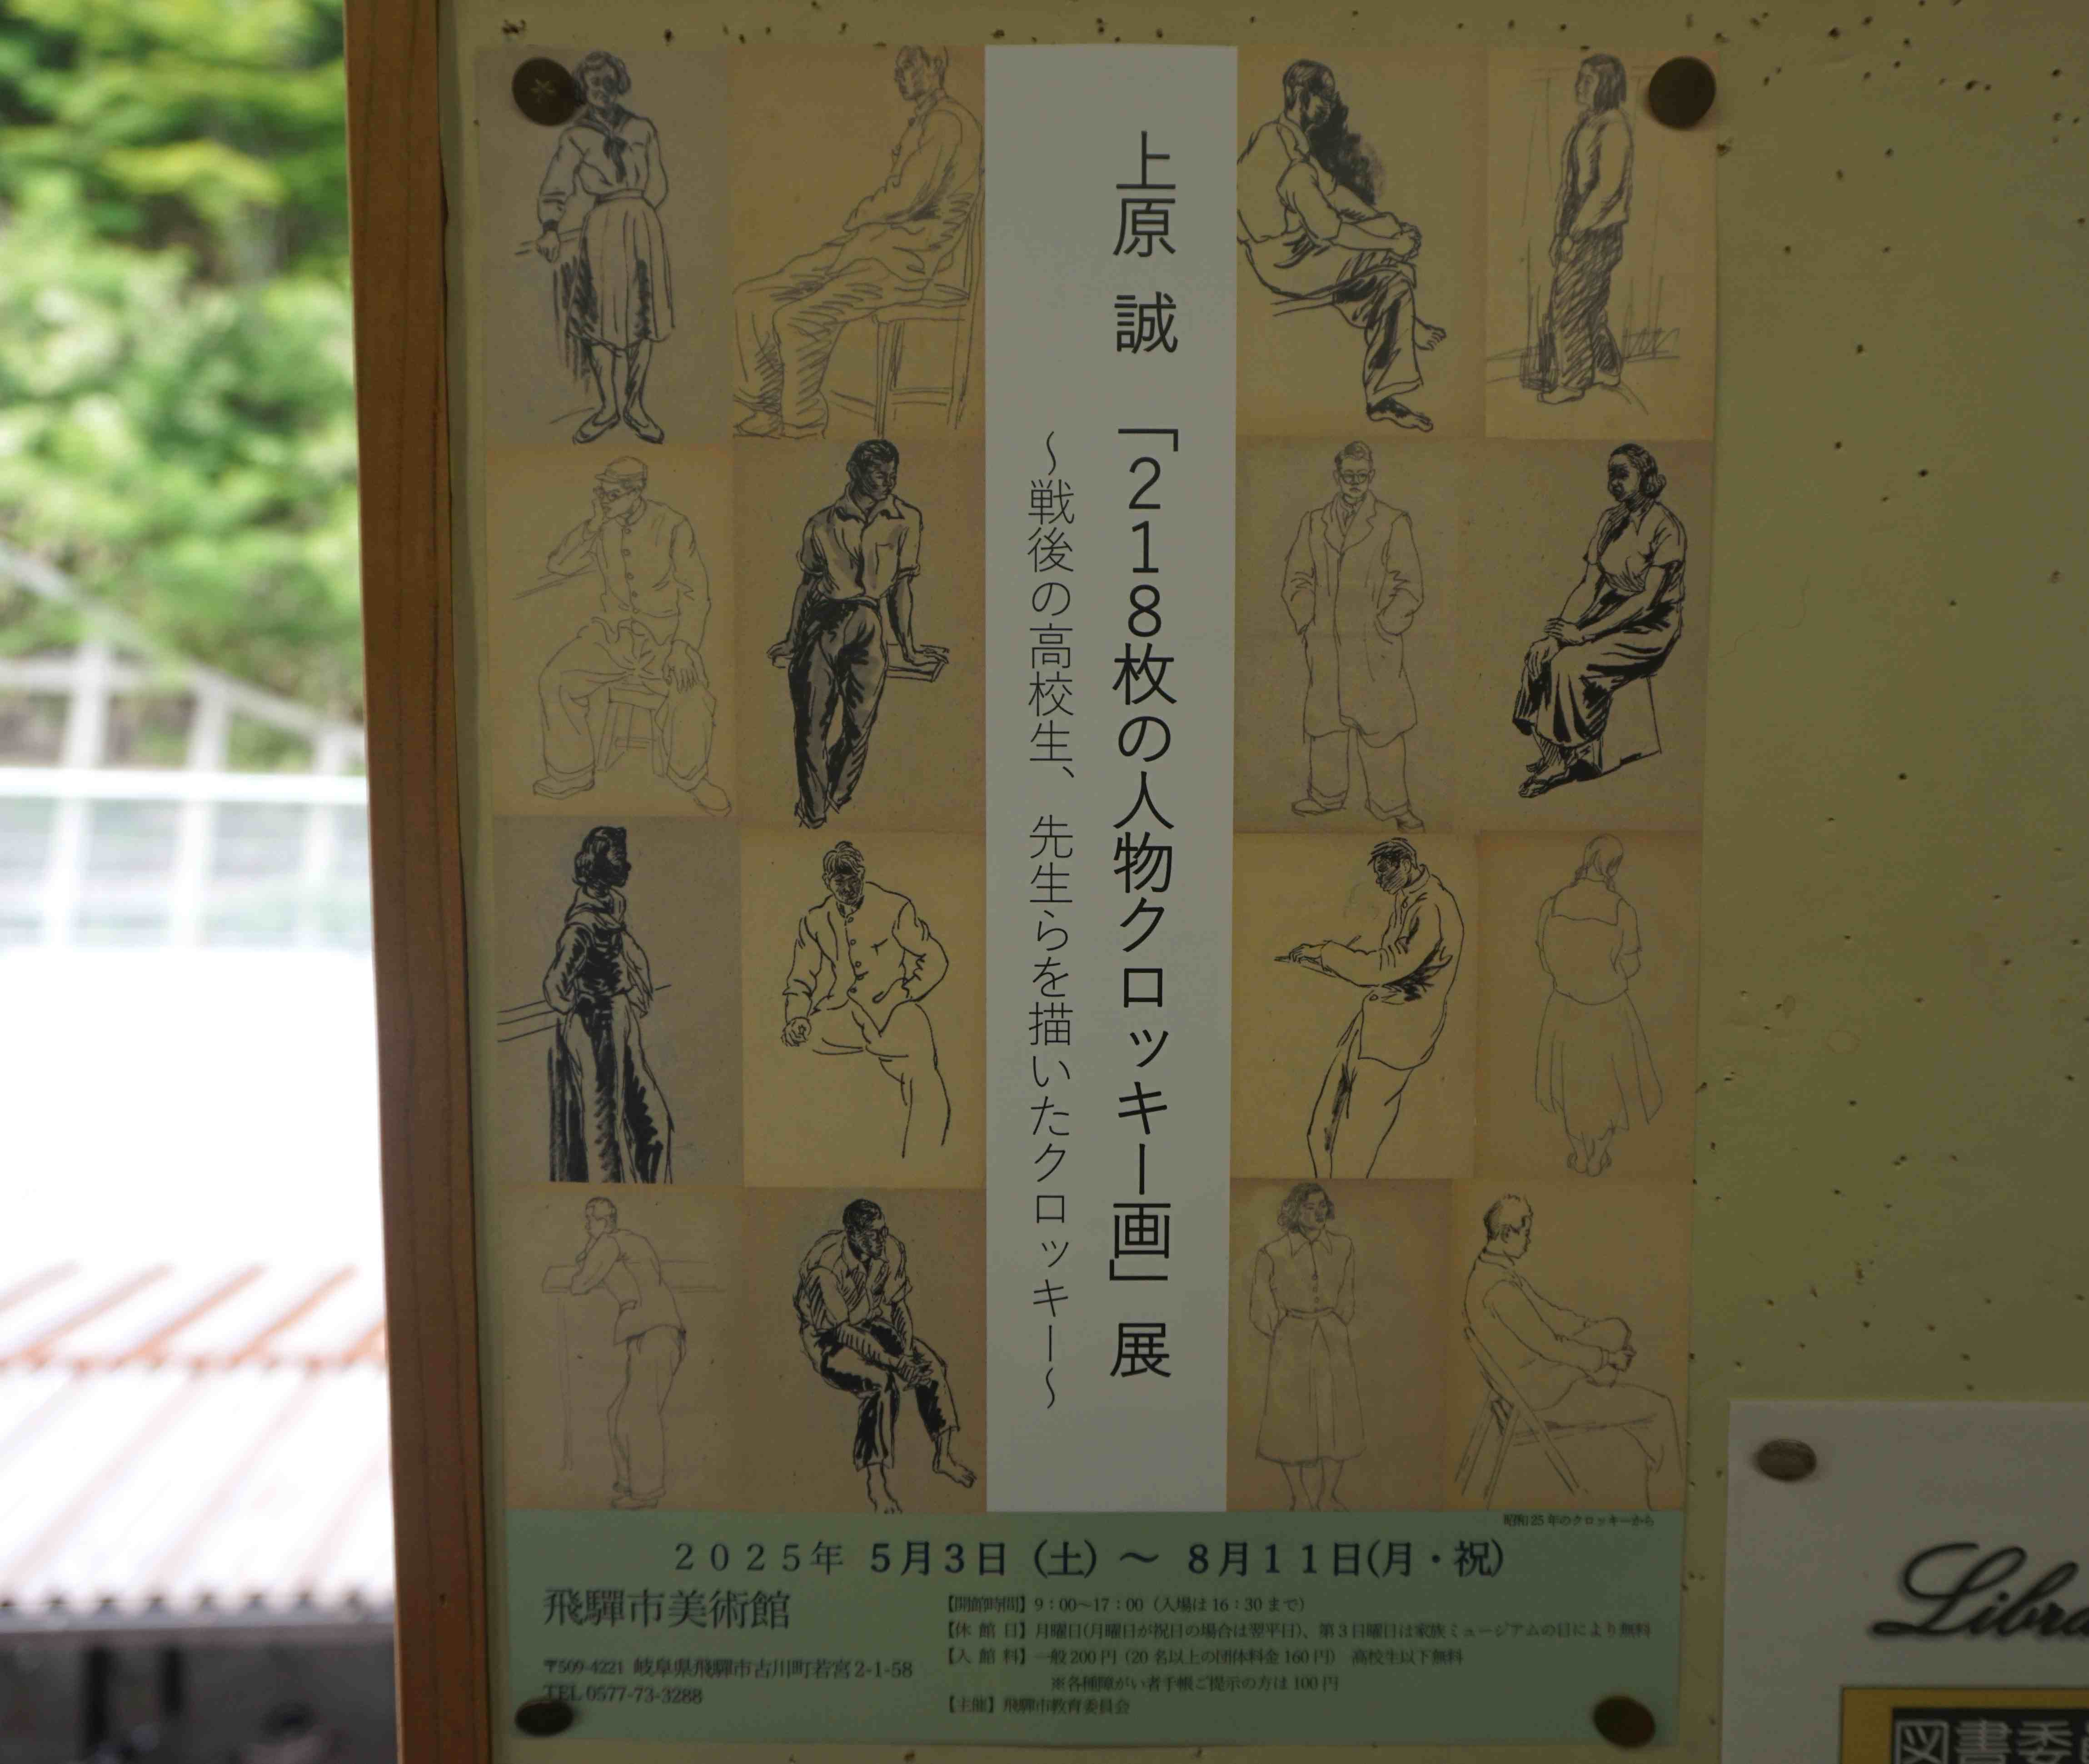 上原 誠 「218枚の人物クロッキー画」展
～戦後の高校生、先生らを描いたクロッキー～
昭和25年のクロッキーから
2025年 5月3日（土）～ 8月11日(月・祝)
飛驒市美術館
〒509-4221 岐阜県飛驒市古川町若宮2-1-58
TEL 0577-73-3288
【開館時間】9：00～17：00（入場は16：30まで）
【休 館 日】月曜日(月曜日が祝日の場合は翌平日)、第3日曜日は家族ミュージアムの日により無料
【入 館 料】一般200円（20名以上の団体料金160円） 高校生以下無料
※各種障がい者手帳ご提示の方は100円
【主催】飛驒市教育委員会
図書委